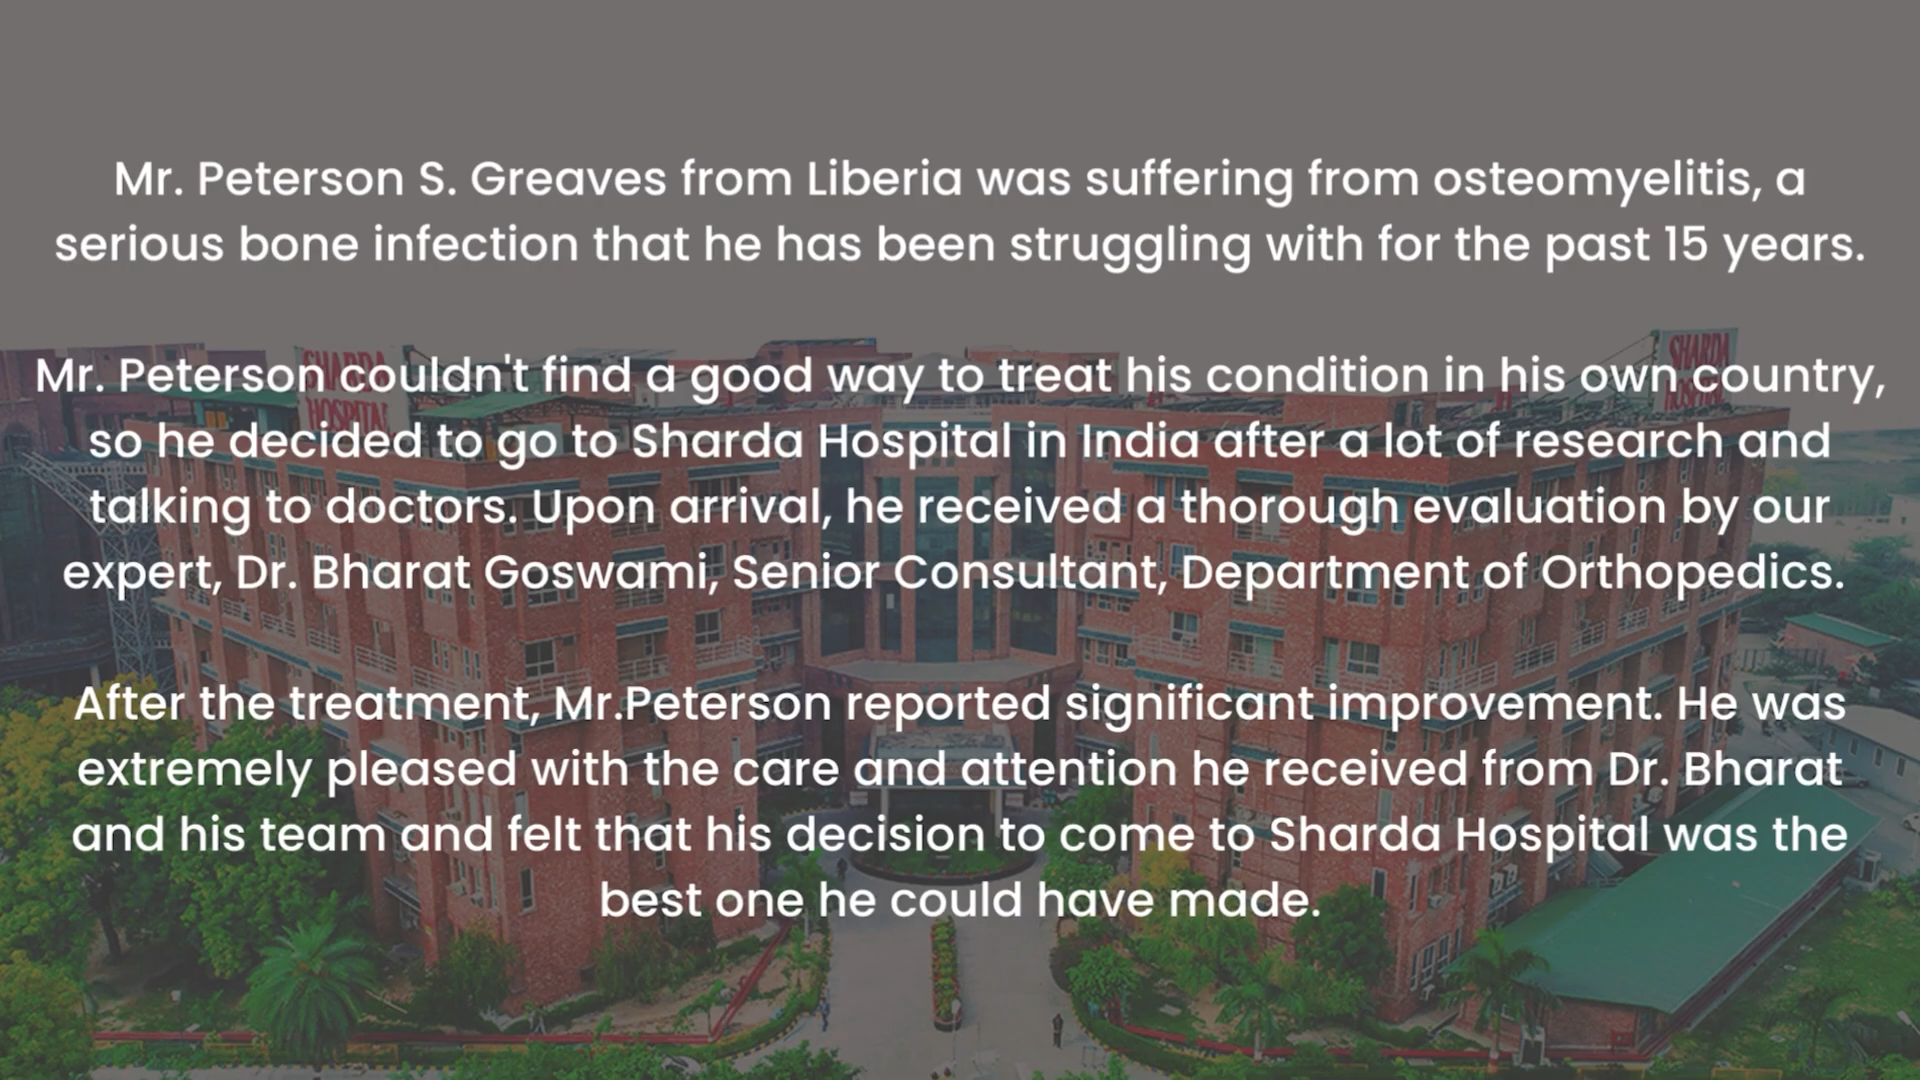 Mr. Peterson S. Greaves from Liberia was suffering from osteomyelitis, a
serious bone infection that he has been struggling with for the past 15 years.
SHARDA
HOSPITAL
SHARDA
HOSPITAL
Mr. Peterson couldn't find a good way to treat his condition in his own country,
so he decided to go to Sharda Hospital in India after a lot of research and
talking to doctors. Upon arrival, he received a thorough evaluation by our
expert, Dr. Bharat Goswami, Senior Consultant, Department of Orthopedics.
After the treatment, Mr.Peterson reported significant improvement. He was
extremely pleased with the care and attention he received from Dr. Bharat
and his team and felt that his decision to come to Sharda Hospital was the
best one he could have made.